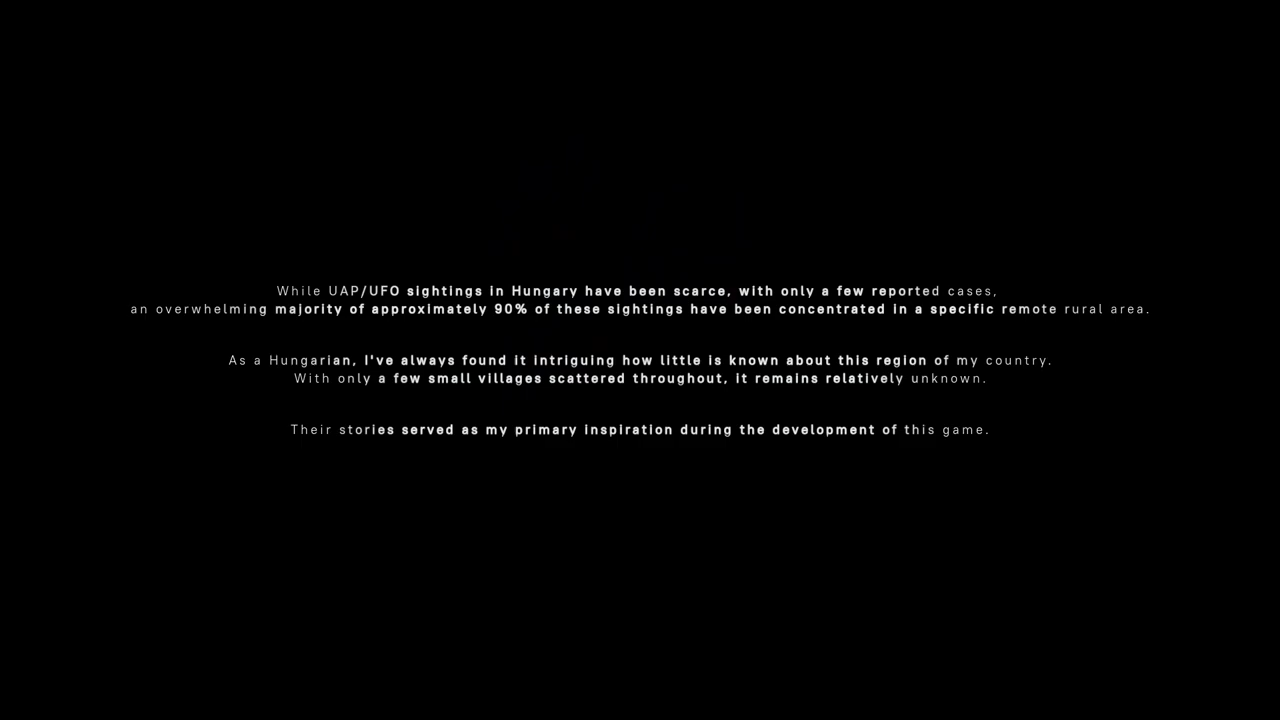 While UAP/UFO sightings in Hungary have been scarce, with only a few reported cases,
an overwhelming majority of approximately 90% of these sightings have been concentrated in a specific remote rural area.
As a Hungarian, I've always found it intriguing how little is known about this region of my country.
With only a few small villages scattered throughout, it remains relatively unknown.
Their stories served as my primary inspiration during the development of this game.